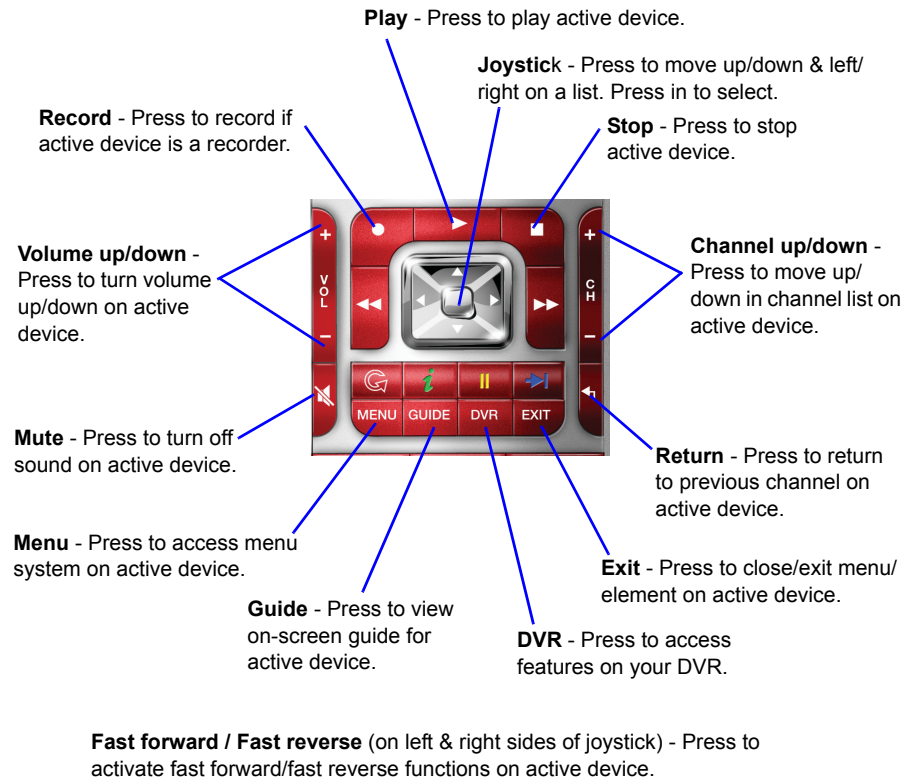 Play - Press to play active device.
Joystick - Press to move up/down & left/
right on a list. Press in to select.
Record - Press to record if
active device is a recorder.
Stop - Press to stop
active device.
Volume up/down -
Press to turn volume
up/down on active
device.
+
VOL
−
+
CH
−
Channel up/down -
Press to move up/
down in channel list on
active device.
i
MENU GUIDE DVR EXIT
Mute - Press to turn off
sound on active device.
Return - Press to return
to previous channel on
active device.
Menu - Press to access menu
system on active device.
Exit - Press to close/exit menu/
element on active device.
Guide - Press to view
on-screen guide for
active device.
DVR - Press to access
features on your DVR.
Fast forward / Fast reverse (on left & right sides of joystick) - Press to
activate fast forward/fast reverse functions on active device.